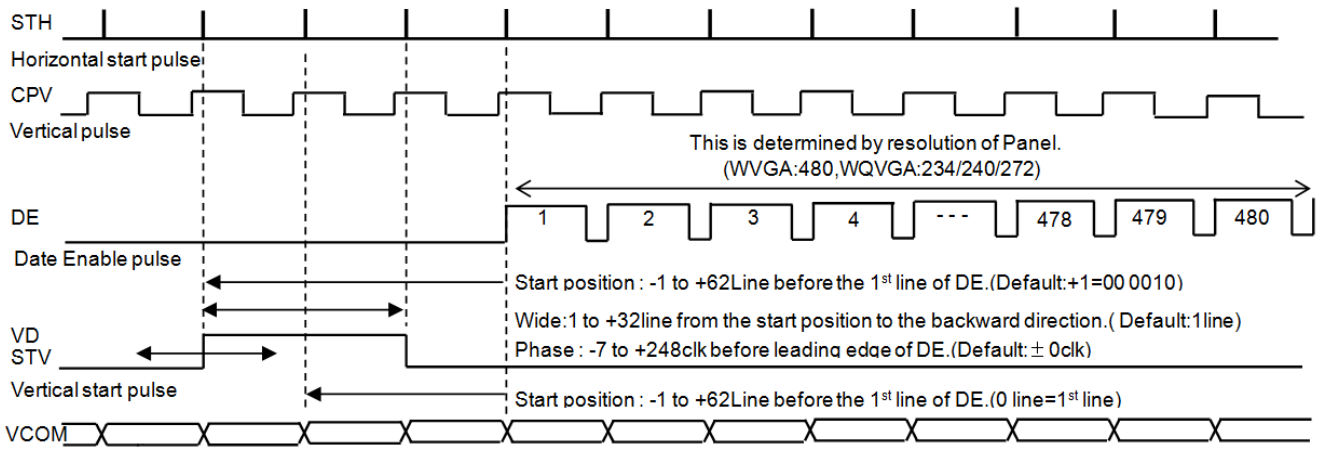 STH
Horizontal start pulse
CPV
Vertical pulse
This is determined by resolution of Panel.
(WVGA:480,WQVGA:234/240/272)
DE
1 2 3 4 --- 478 479 480
Date Enable pulse
Start position : -1 to +62Line before the 1st line of DE.(Default:+1=00 0010)
Wide:1 to +32line from the start position to the backward direction.( Default:1line)
VD
STV
Phase : -7 to +248clk before leading edge of DE.(Default: ± 0clk)
Vertical start pulse
Start position : -1 to +62Line before the 1st line of DE.(0 line=1st line)
VCOM